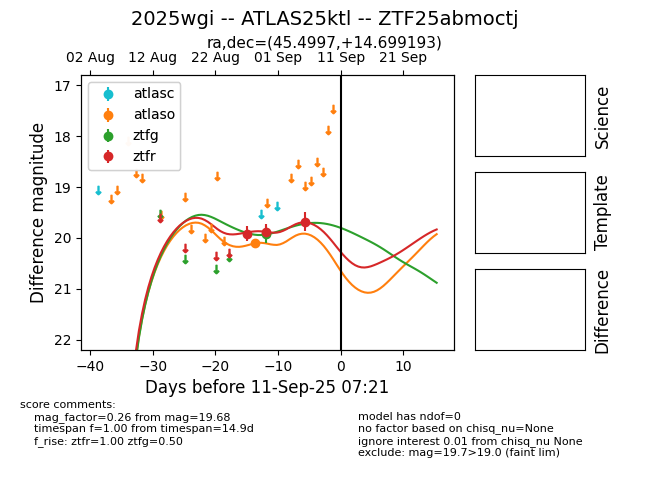 2025wgi -- ATLAS25ktl -- ZTF25abmoctj
ra,dec=(45.4997,+14.699193)
02 Aug 12 Aug 22 Aug 01 Sep 11 Sep 21 Sep
atlasc
atlaso
ztfg
ztfr
17
18
19
20
21
22
Difference magnitude
−40 −30 −20 −10 0 10
Days before 11-Sep-25 07:21
Science
Template
Difference
score comments:
mag_factor=0.26 from mag=19.68
timespan f=1.00 from timespan=14.9d
f_rise: ztfr=1.00 ztfg=0.50
model has ndof=0
no factor based on chisq_nu=None
ignore interest 0.01 from chisq_nu None
exclude: mag=19.7>19.0 (faint lim)